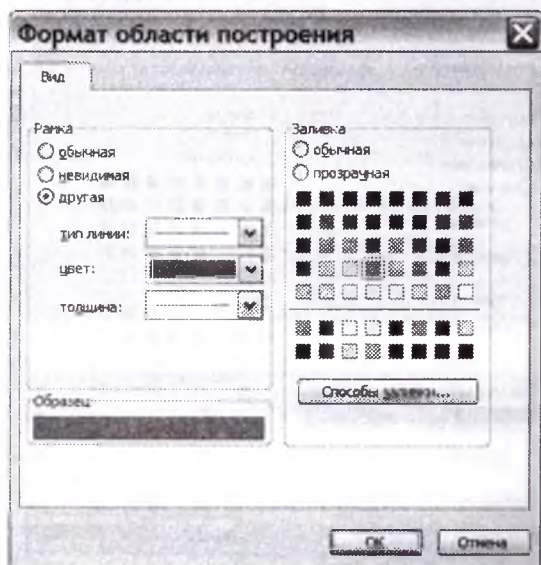 Формат области построения
Вид
Рамка
обычная
невидимая
другая
тип линии:
цвет:
толщина:
Образец
Заливка
обычная
прозрачная
Способы заливки...
ОК
Отмена